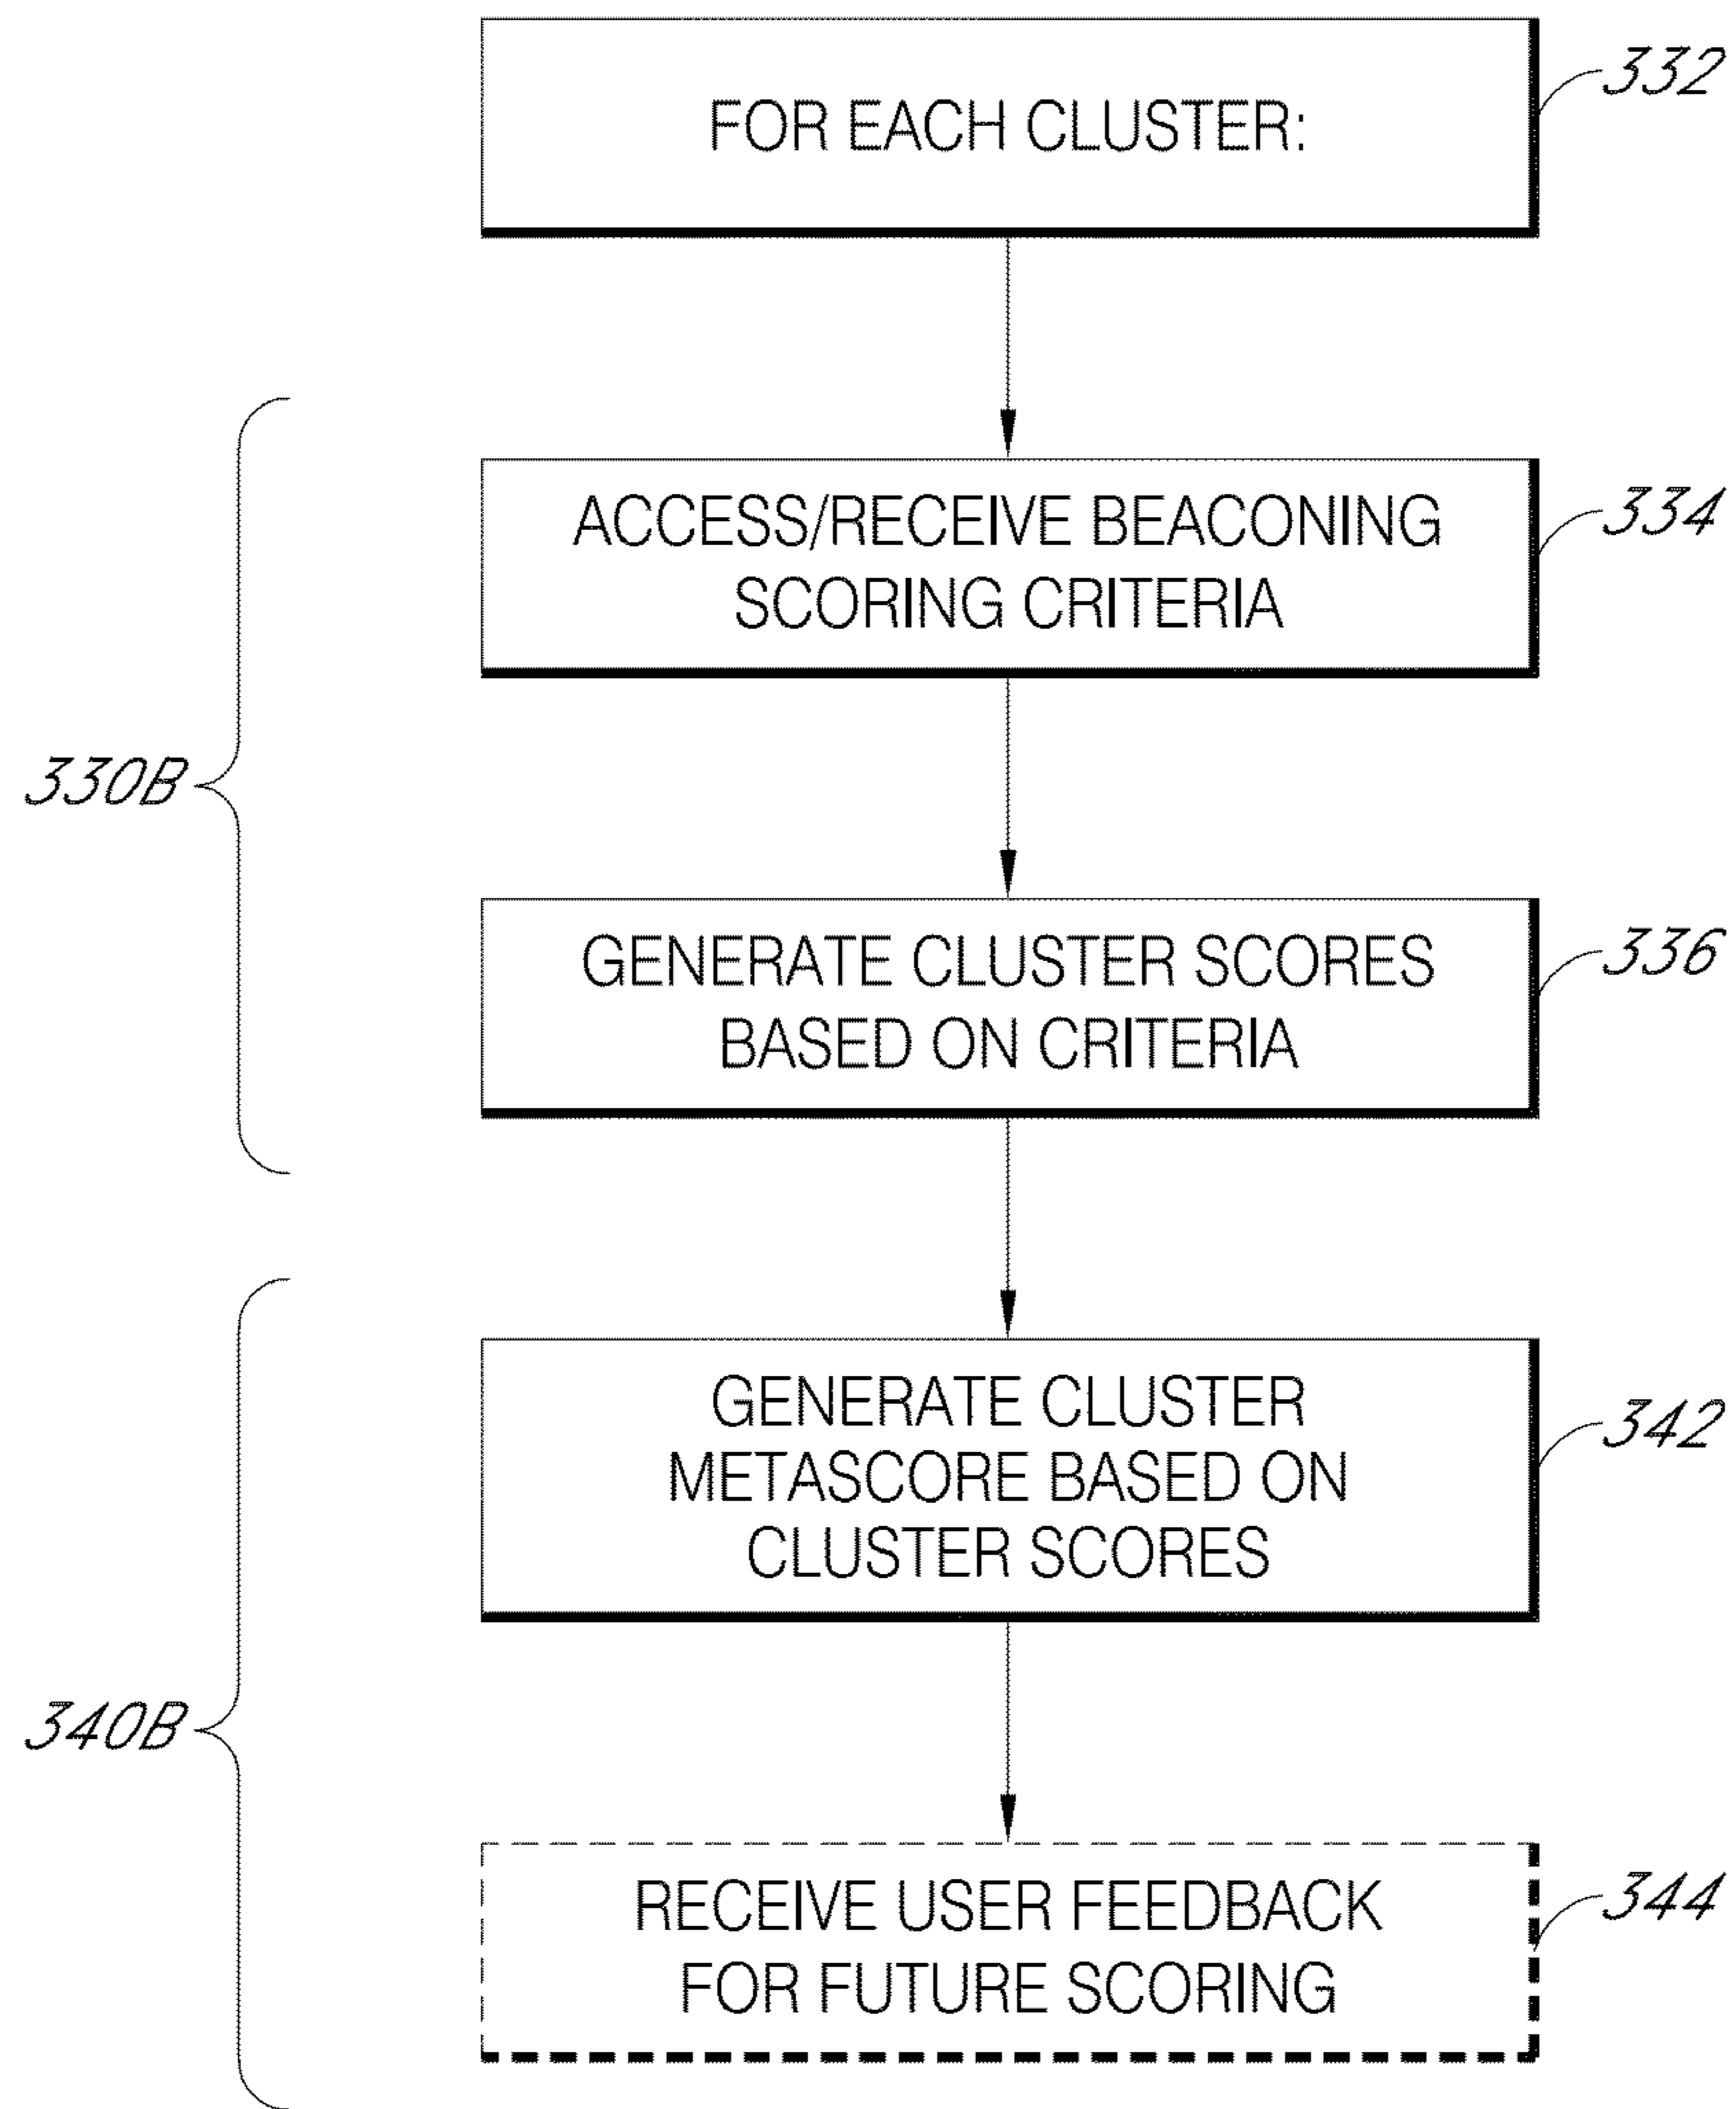 FOR EACH CLUSTER:
332
ACCESS/RECEIVE BEACONING
SCORING CRITERIA
334
330B
GENERATE CLUSTER SCORES
BASED ON CRITERIA
336
GENERATE CLUSTER
METASCORE BASED ON
CLUSTER SCORES
342
340B
RECEIVE USER FEEDBACK
FOR FUTURE SCORING
344